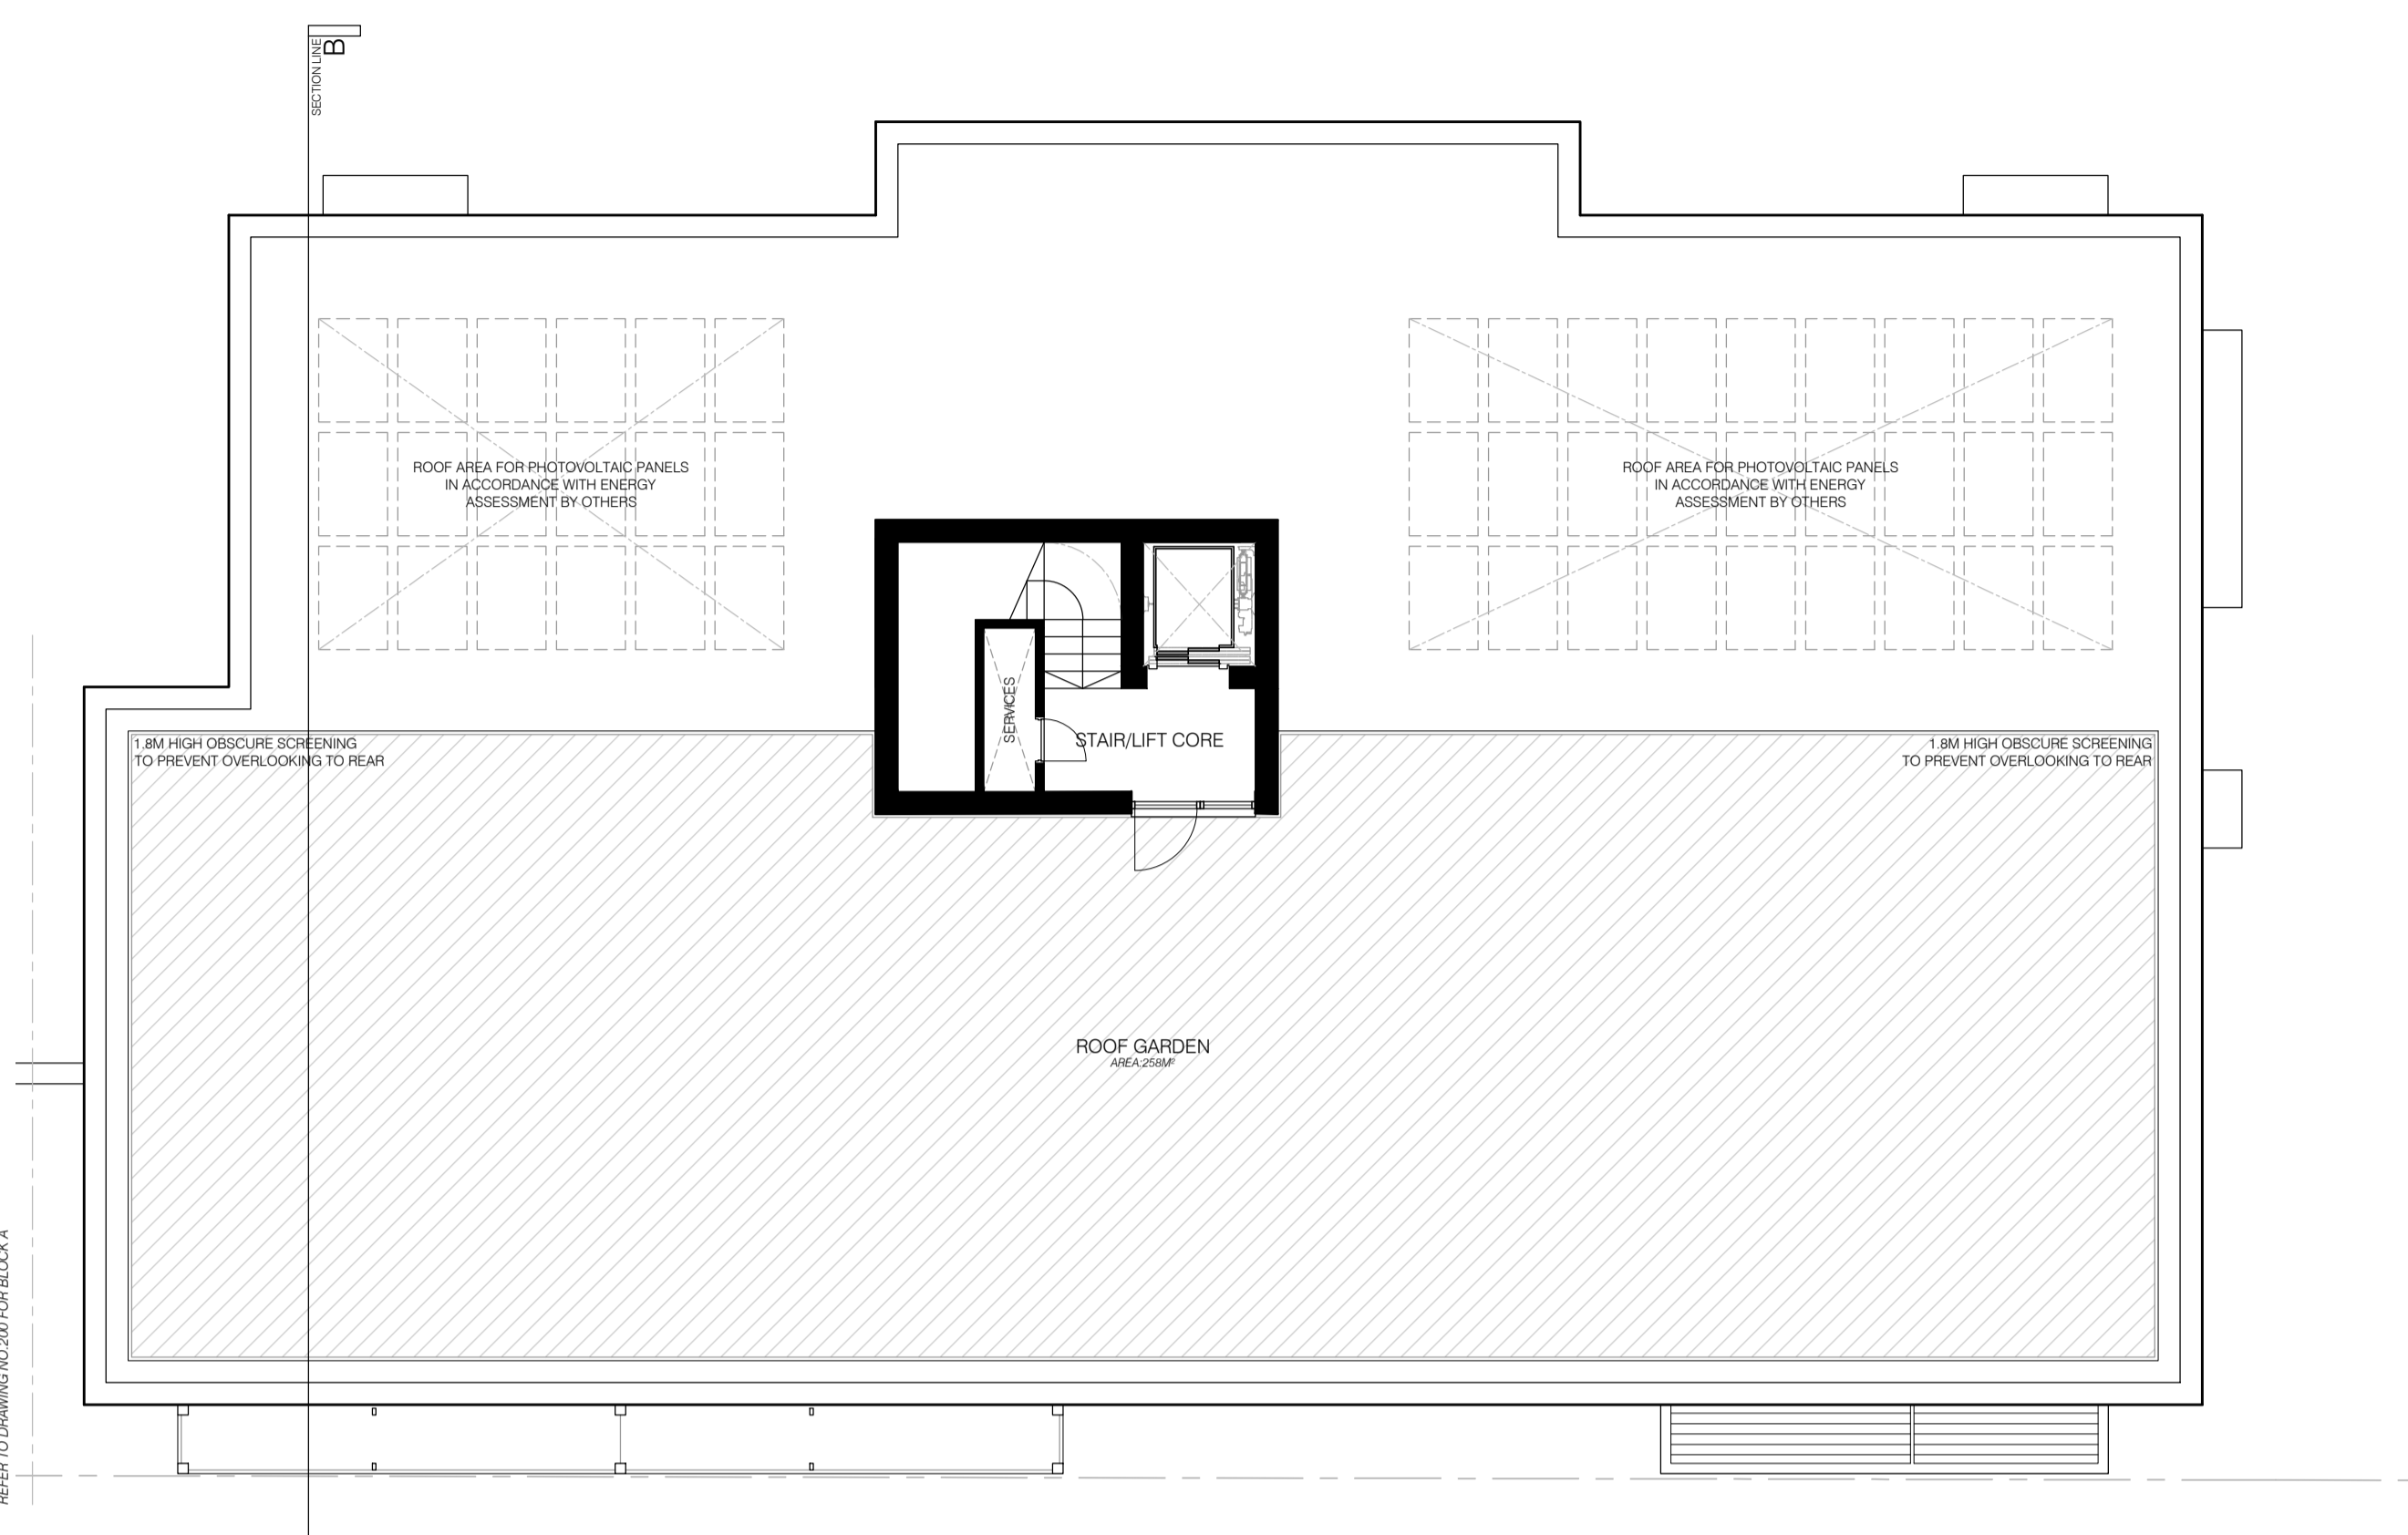 SECTION LINE
B
ROOF AREA FOR PHOTOVOLTAIC PANELS
IN ACCORDANCE WITH ENERGY
ASSESSMENT BY OTHERS
ROOF AREA FOR PHOTOVOLTAIC PANELS
IN ACCORDANCE WITH ENERGY
ASSESSMENT BY OTHERS
SERVICES
STAIR/LIFT CORE
1.8M HIGH OBSCURE SCREENING
TO PREVENT OVERLOOKING TO REAR
1.8M HIGH OBSCURE SCREENING
TO PREVENT OVERLOOKING TO REAR
ROOF GARDEN
AREA:258M²
REFER TO DRAWING NO.200 FOR BLOCK A